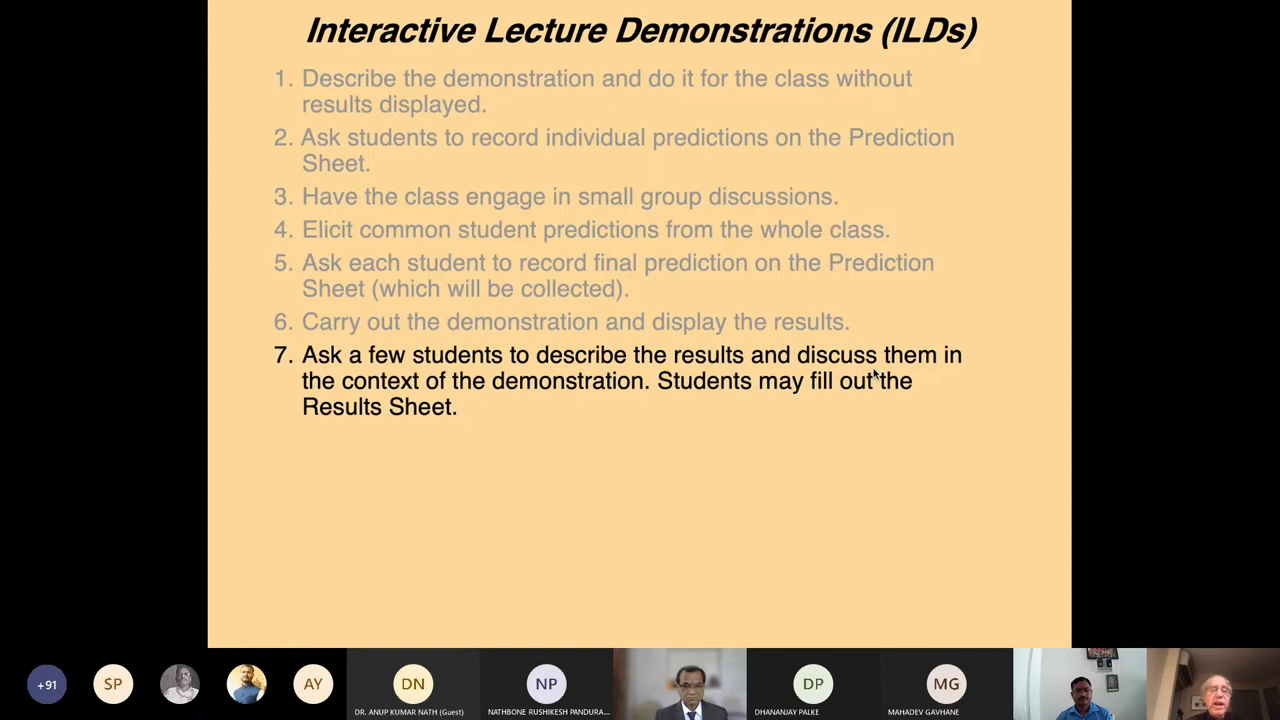 Interactive Lecture Demonstrations (ILDs)
1. Describe the demonstration and do it for the class without
results displayed.
2. Ask students to record individual predictions on the Prediction
Sheet.
3. Have the class engage in small group discussions.
4. Elicit common student predictions from the whole class.
5. Ask each student to record final prediction on the Prediction
Sheet (which will be collected).
6. Carry out the demonstration and display the results.
7. Ask a few students to describe the results and discuss them in
the context of the demonstration. Students may fill out the
Results Sheet.
+91
SP
AY
DN
NP
DP
MG
DR. ANUP KUMAR NATH (Guest)
NATHBONE RUSHIKESH PANDURA...
DHANANJAY PALKE
MAHADEV GAVHANE